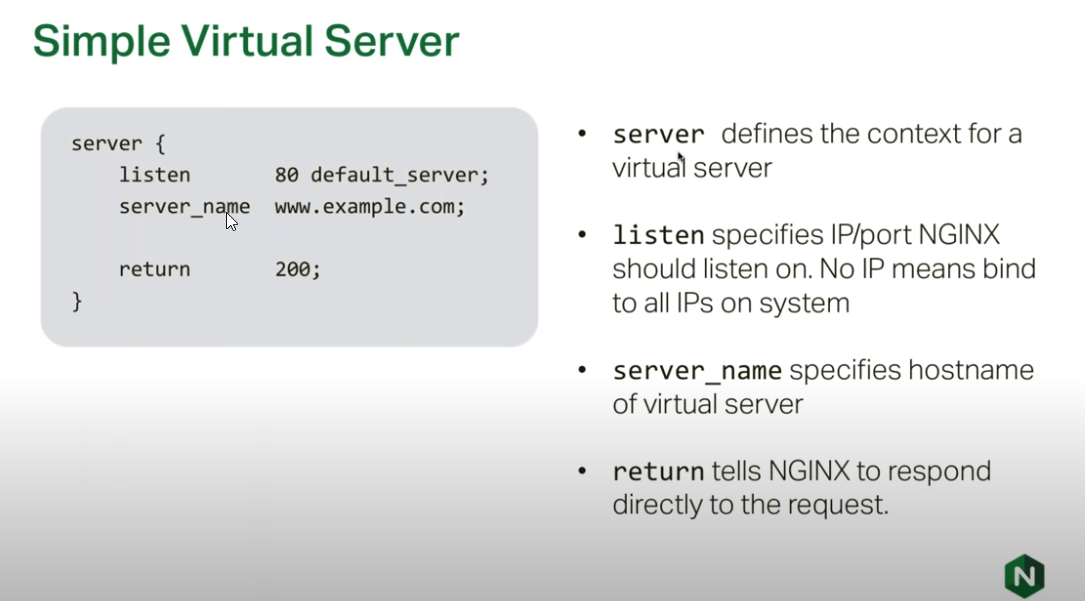 Simple Virtual Server
server {
listen 80 default_server;
server_name www.example.com;
return 200;
}
• server defines the context for a
virtual server
• listen specifies IP/port NGINX
should listen on. No IP means bind
to all IPs on system
• server_name specifies hostname
of virtual server
• return tells NGINX to respond
directly to the request.
N